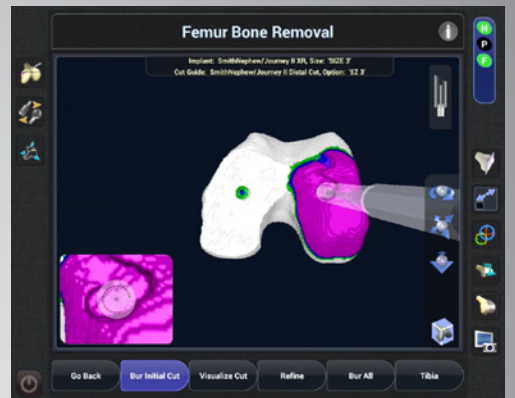 Femur Bone Removal
i
H
P
F
Implant: SmithNephew/Journey II XR, Size: 'SIZE 3'
Cut Guide: SmithNephew/Journey II Distal Cut, Option: 'SZ 3'
Go Back
Bur Initial Cut
Visualize Cut
Refine
Bur All
Tibia